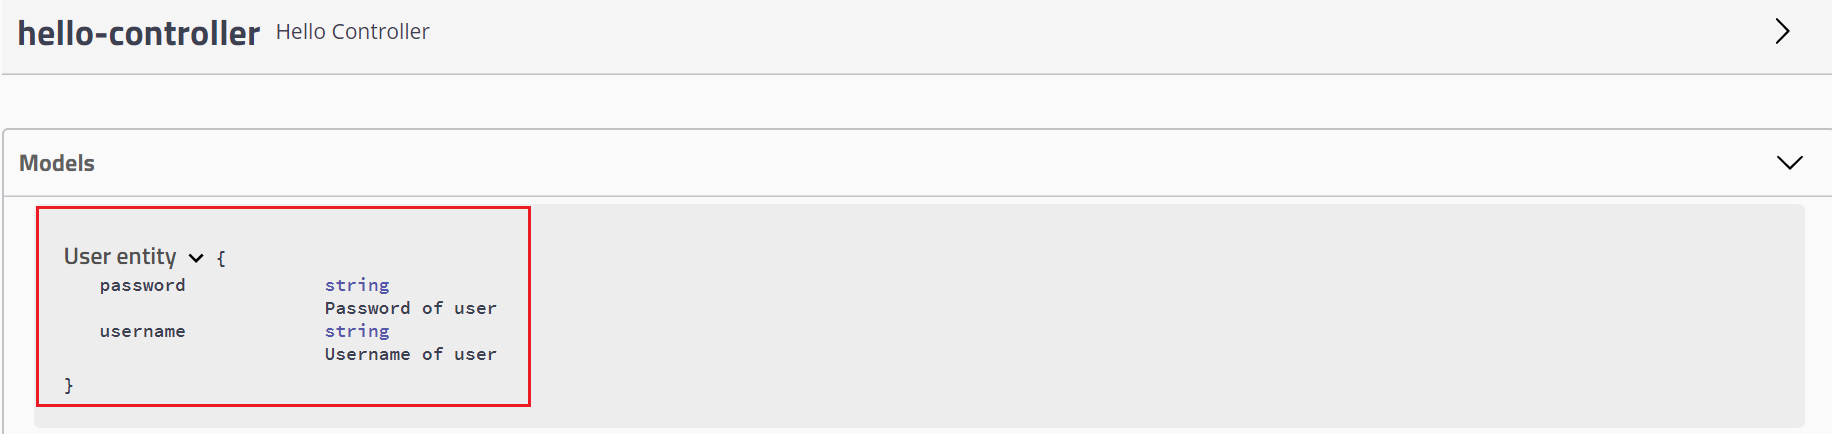 hello-controller Hello Controller
Models
User entity {
password string
Password of user
username string
Username of user
}